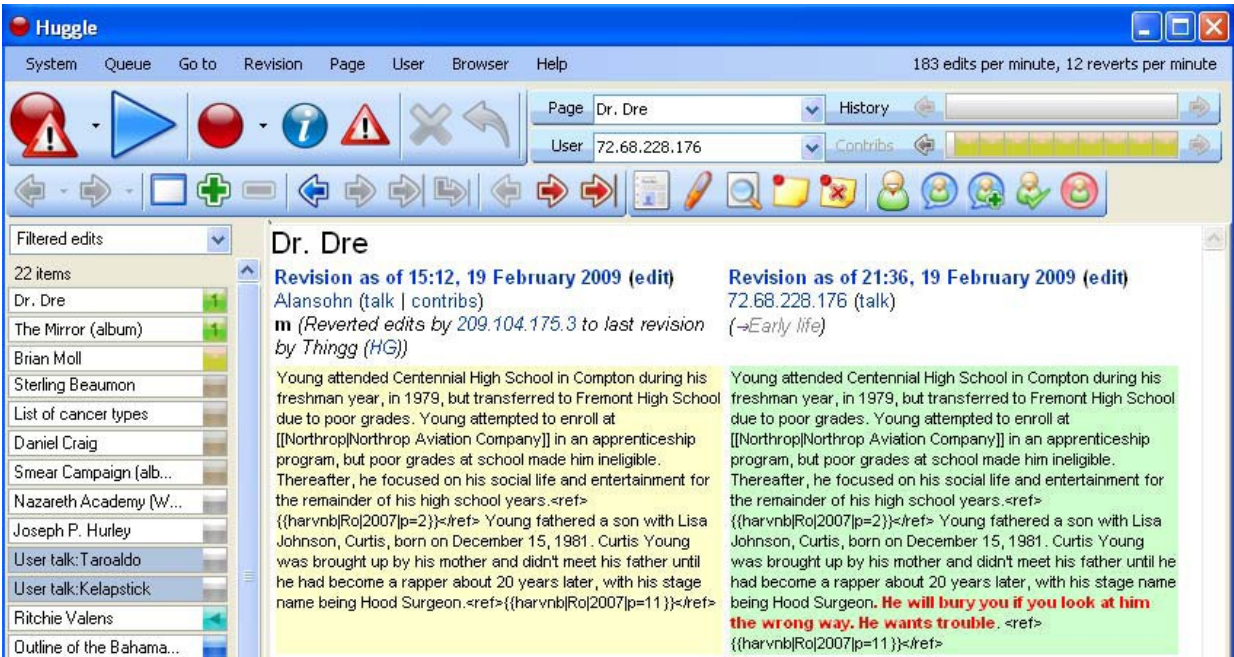 Huggle
System Queue Go to Revision Page User Browser Help 183 edits per minute, 12 reverts per minute
Page Dr. Dre History
User 72.68.228.176 Contribs
Filtered edits
22 items
Dr. Dre 1
The Mirror (album) 1
Brian Moll
Sterling Beaumon
List of cancer types
Daniel Craig
Smear Campaign (alb...
Nazareth Academy (W...
Joseph P. Hurley
User talk:Taroaldo
User talk:Kelapstick
Ritchie Valens
Outline of the Bahama...
Dr. Dre
Revision as of 15:12, 19 February 2009 (edit)
Alansohn (talk | contribs)
m (Reverted edits by 209.104.175.3 to last revision
by Thingg (HG))
Young attended Centennial High School in Compton during his
freshman year, in 1979, but transferred to Fremont High School
due to poor grades. Young attempted to enroll at
[[Northrop|Northrop Aviation Company]] in an apprenticeship
program, but poor grades at school made him ineligible.
Thereafter, he focused on his social life and entertainment for
the remainder of his high school years.<ref>
{{harvnb|Ro|2007|p=2}}</ref> Young fathered a son with Lisa
Johnson, Curtis, born on December 15, 1981. Curtis Young
was brought up by his mother and didn't meet his father until
he had become a rapper about 20 years later, with his stage
name being Hood Surgeon.<ref>{{harvnb|Ro|2007|p=11}}</ref>
Revision as of 21:36, 19 February 2009 (edit)
72.68.228.176 (talk)
(→Early life)
Young attended Centennial High School in Compton during his
freshman year, in 1979, but transferred to Fremont High School
due to poor grades. Young attempted to enroll at
[[Northrop|Northrop Aviation Company]] in an apprenticeship
program, but poor grades at school made him ineligible.
Thereafter, he focused on his social life and entertainment for
the remainder of his high school years.<ref>
{{harvnb|Ro|2007|p=2}}</ref> Young fathered a son with Lisa
Johnson, Curtis, born on December 15, 1981. Curtis Young
was brought up by his mother and didn't meet his father until
he had become a rapper about 20 years later, with his stage name
being Hood Surgeon. He will bury you if you look at him
the wrong way. He wants trouble. <ref>
{{harvnb|Ro|2007|p=11}}</ref>